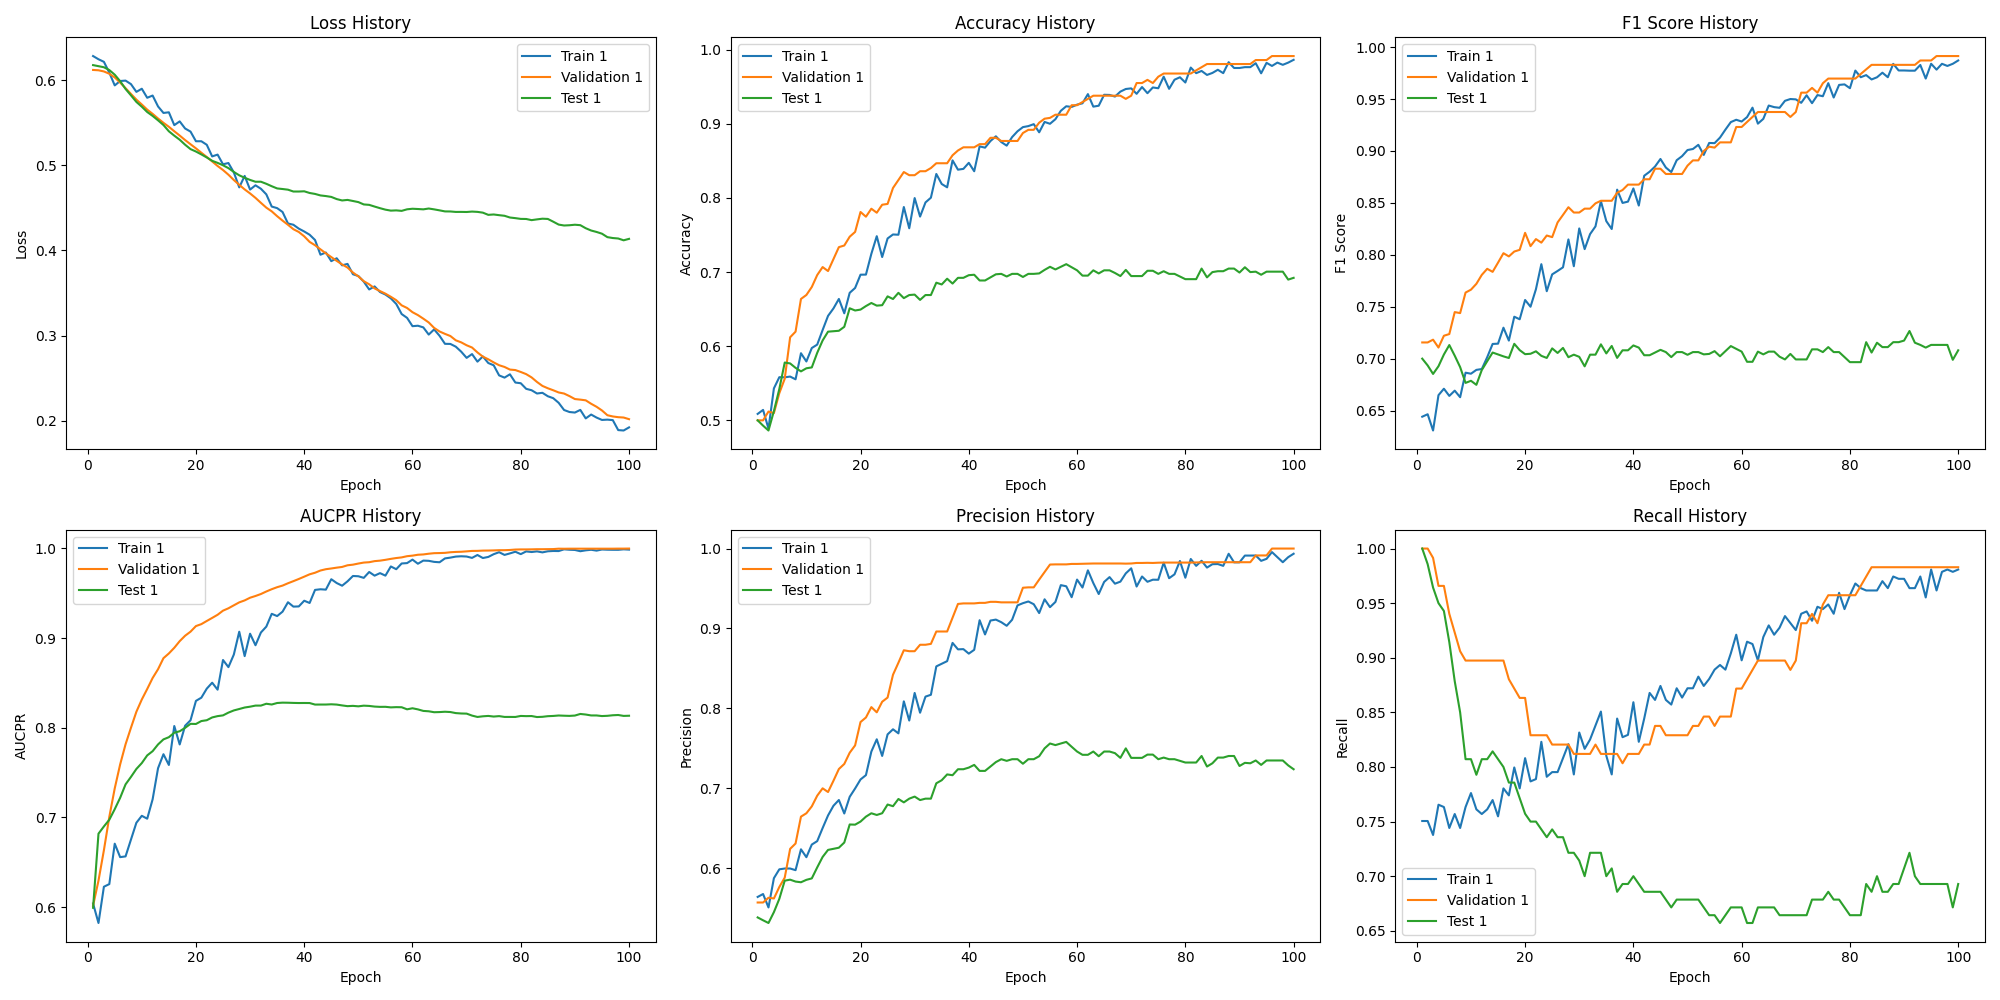 Loss History
Loss
0.6
0.5
0.4
0.3
0.2
Train 1
Validation 1
Test 1
0 20 40 60 80 100
Epoch
Accuracy History
Accuracy
1.0
0.9
0.8
0.7
0.6
0.5
Train 1
Validation 1
Test 1
0 20 40 60 80 100
Epoch
F1 Score History
F1 Score
1.00
0.95
0.90
0.85
0.80
0.75
0.70
0.65
Train 1
Validation 1
Test 1
0 20 40 60 80 100
Epoch
AUCPR History
AUCPR
1.0
0.9
0.8
0.7
0.6
Train 1
Validation 1
Test 1
0 20 40 60 80 100
Epoch
Precision History
Precision
1.0
0.9
0.8
0.7
0.6
Train 1
Validation 1
Test 1
0 20 40 60 80 100
Epoch
Recall History
Recall
1.00
0.95
0.90
0.85
0.80
0.75
0.70
0.65
Train 1
Validation 1
Test 1
0 20 40 60 80 100
Epoch